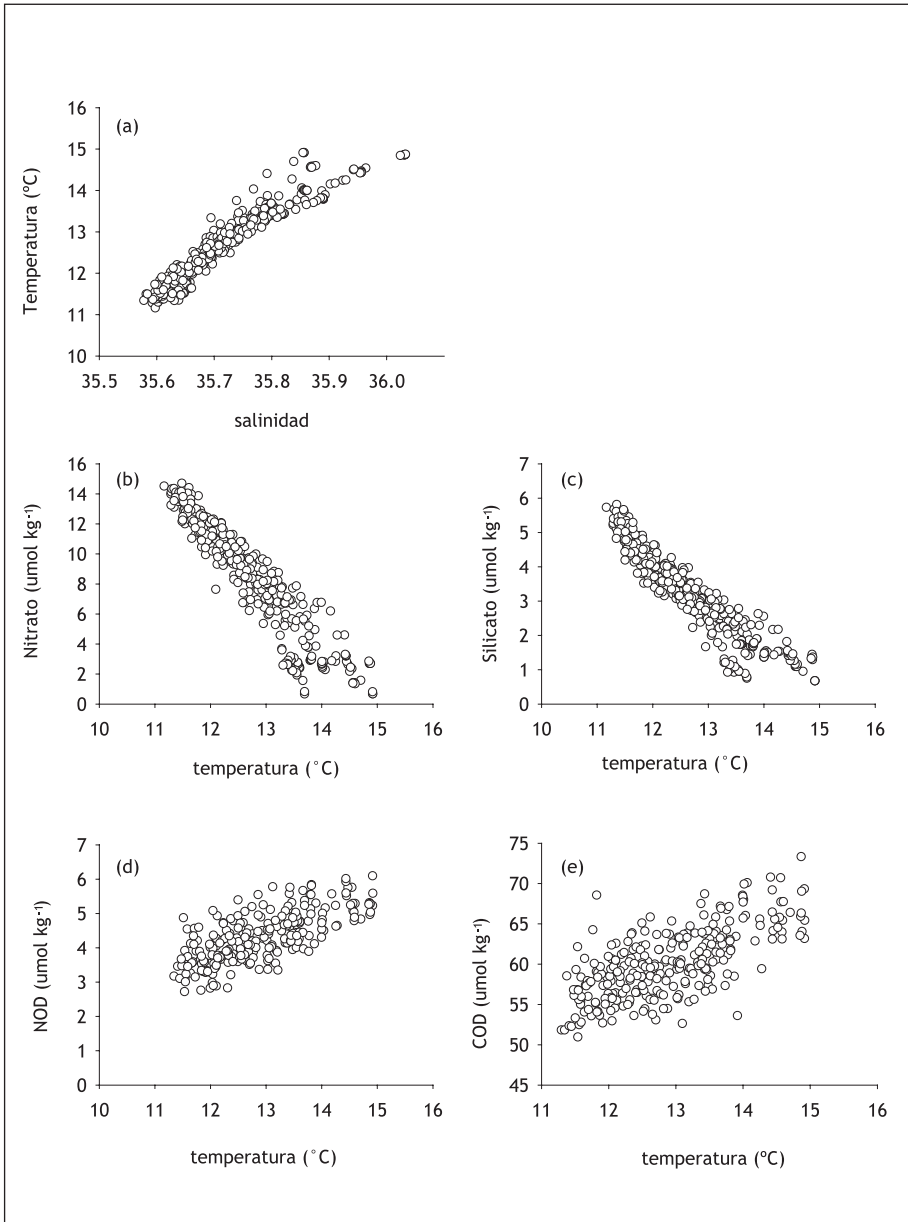 (a)
Temperatura (ºC)
16
15
14
13
12
11
10
35.5 35.6 35.7 35.8 35.9 36.0
salinidad
(b)
Nitrato (umol kg-1)
16
14
12
10
8
6
4
2
0
10 11 12 13 14 15 16
temperatura (°C)
(c)
Silicato (umol kg-1)
7
6
5
4
3
2
1
0
10 11 12 13 14 15 16
temperatura (°C)
(d)
NOD (umol kg-1)
7
6
5
4
3
2
1
0
10 11 12 13 14 15 16
temperatura (°C)
(e)
COD (umol kg-1)
75
70
65
60
55
50
45
11 12 13 14 15 16
temperatura (ºC)